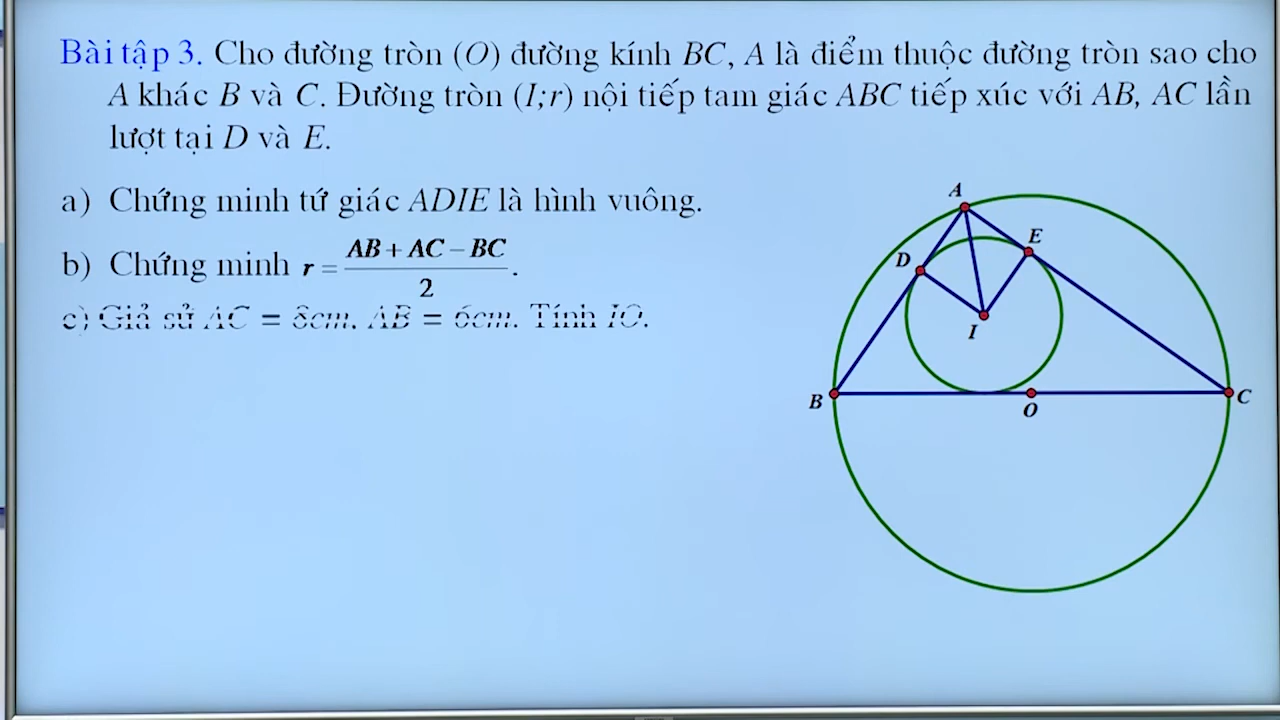 Bài tập 3. Cho đường tròn (O) đường kính BC, A là điểm thuộc đường tròn sao cho
A khác B và C. Đường tròn (I;r) nội tiếp tam giác ABC tiếp xúc với AB, AC lần
lượt tại D và E.
a) Chứng minh tứ giác ADIE là hình vuông.
b) Chứng minh r = \frac{AB + AC - BC}{2}.
c) Giả sử AC = 8cm, AB = 6cm. Tính IO.
A
E
D
I
B
O
C